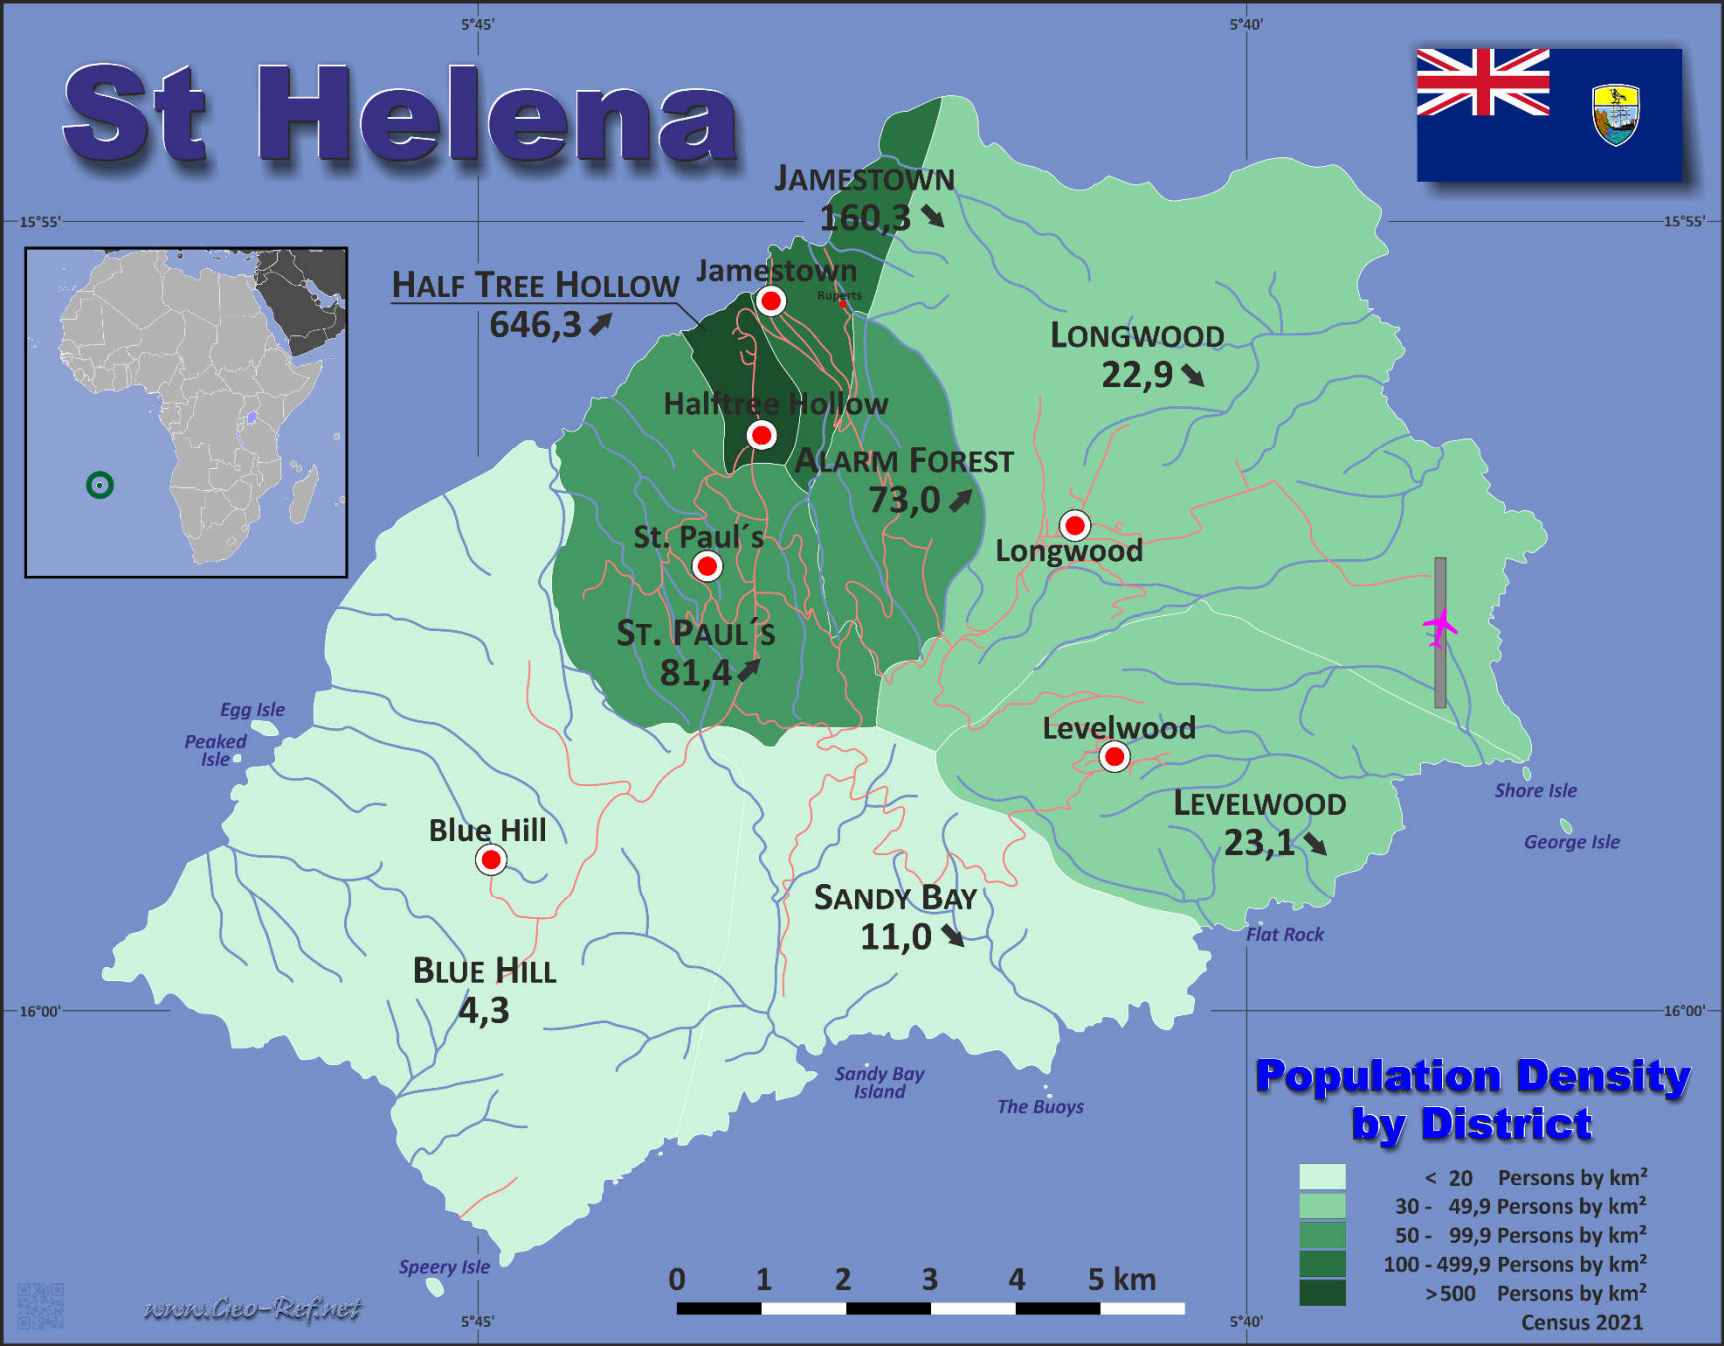 5°45'
5°40'
St Helena
JAMESTOWN
160,3
15°55'
15°55'
HALF TREE HOLLOW
646,3
Jamestown
Ruperts
LONGWOOD
22,9
Halftree Hollow
ALARM FOREST
73,0
St. Paul´s
Longwood
ST. PAUL´S
81,4
Egg Isle
Peaked
Isle
Levelwood
Shore Isle
LEVELWOOD
23,1
George Isle
Blue Hill
SANDY BAY
11,0
Flat Rock
BLUE HILL
4,3
16°00'
16°00'
Sandy Bay
Island
The Buoys
Population Density
by District
< 20 Persons by km²
30 - 49,9 Persons by km²
50 - 99,9 Persons by km²
100 - 499,9 Persons by km²
>500 Persons by km²
Census 2021
Speery Isle
0 1 2 3 4 5 km
www.Geo-Ref.net
5°45'
5°40'